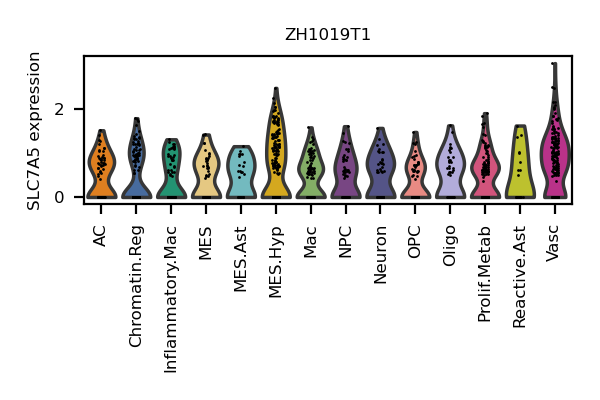 ZH1019T1
SLC7A5 expression
2
0
AC
Chromatin.Reg
Inflammatory.Mac
MES
MES.Ast
MES.Hyp
Mac
NPC
Neuron
OPC
Oligo
Prolif.Metab
Reactive.Ast
Vasc